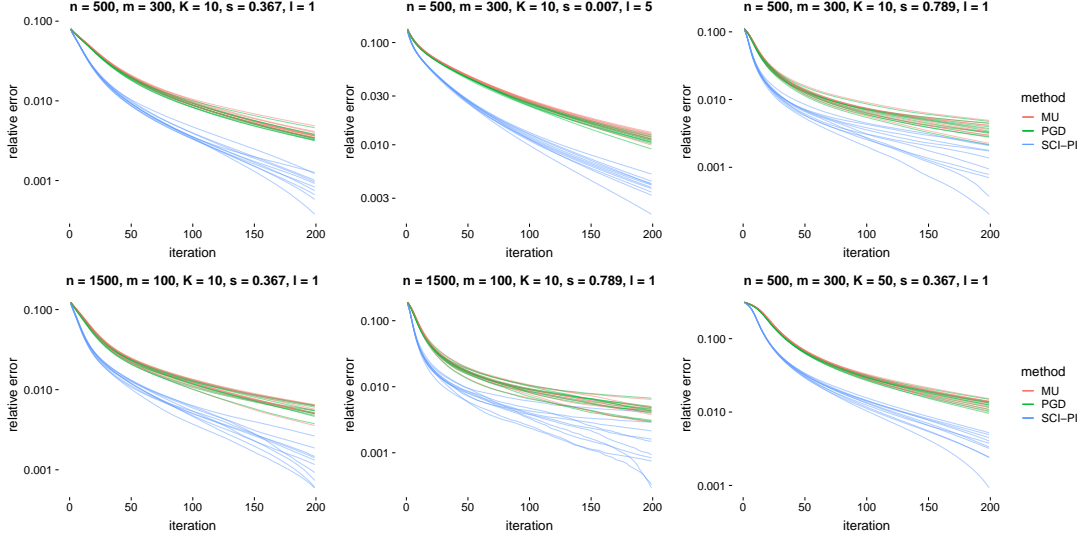 n = 500, m = 300, K = 10, s = 0.367, l = 1
n = 500, m = 300, K = 10, s = 0.007, l = 5
n = 500, m = 300, K = 10, s = 0.789, l = 1
0.100
0.010
0.001
relative error
0 50 100 150 200
iteration
0.100
0.030
0.010
0.003
relative error
0 50 100 150 200
iteration
0.100
0.010
0.001
relative error
0 50 100 150 200
iteration
method
MU
PGD
SCI−PI
n = 1500, m = 100, K = 10, s = 0.367, l = 1
n = 1500, m = 100, K = 10, s = 0.789, l = 1
n = 500, m = 300, K = 50, s = 0.367, l = 1
0.100
0.010
0.001
relative error
0 50 100 150 200
iteration
0.100
0.010
0.001
relative error
0 50 100 150 200
iteration
0.100
0.010
0.001
relative error
0 50 100 150 200
iteration
method
MU
PGD
SCI−PI